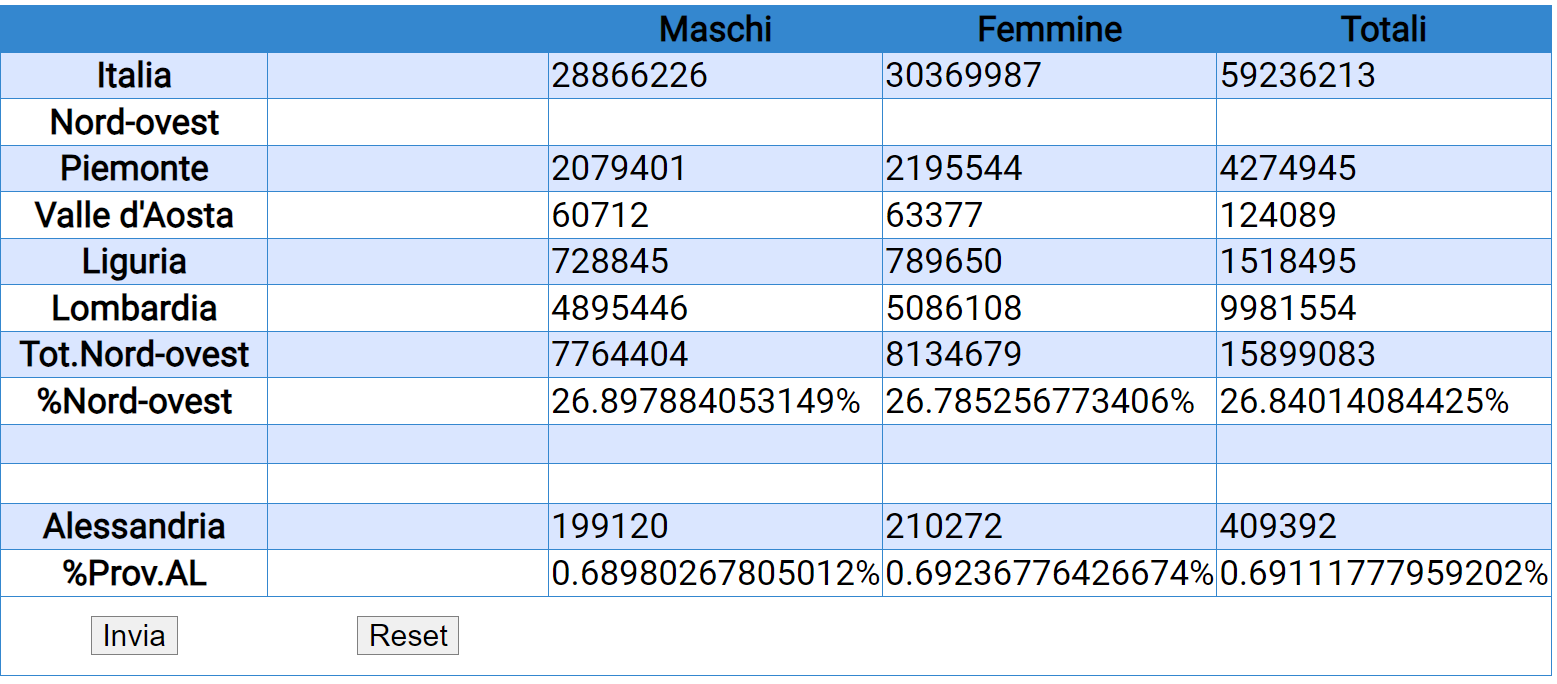 Maschi Femmine Totali
Italia 28866226 30369987 59236213
Nord-ovest
Piemonte 2079401 2195544 4274945
Valle d'Aosta 60712 63377 124089
Liguria 728845 789650 1518495
Lombardia 4895446 5086108 9981554
Tot.Nord-ovest 7764404 8134679 15899083
%Nord-ovest 26.897884053149% 26.785256773406% 26.84014084425%
Alessandria 199120 210272 409392
%Prov.AL 0.68980267805012% 0.69236776426674% 0.69111777959202%
Invia Reset